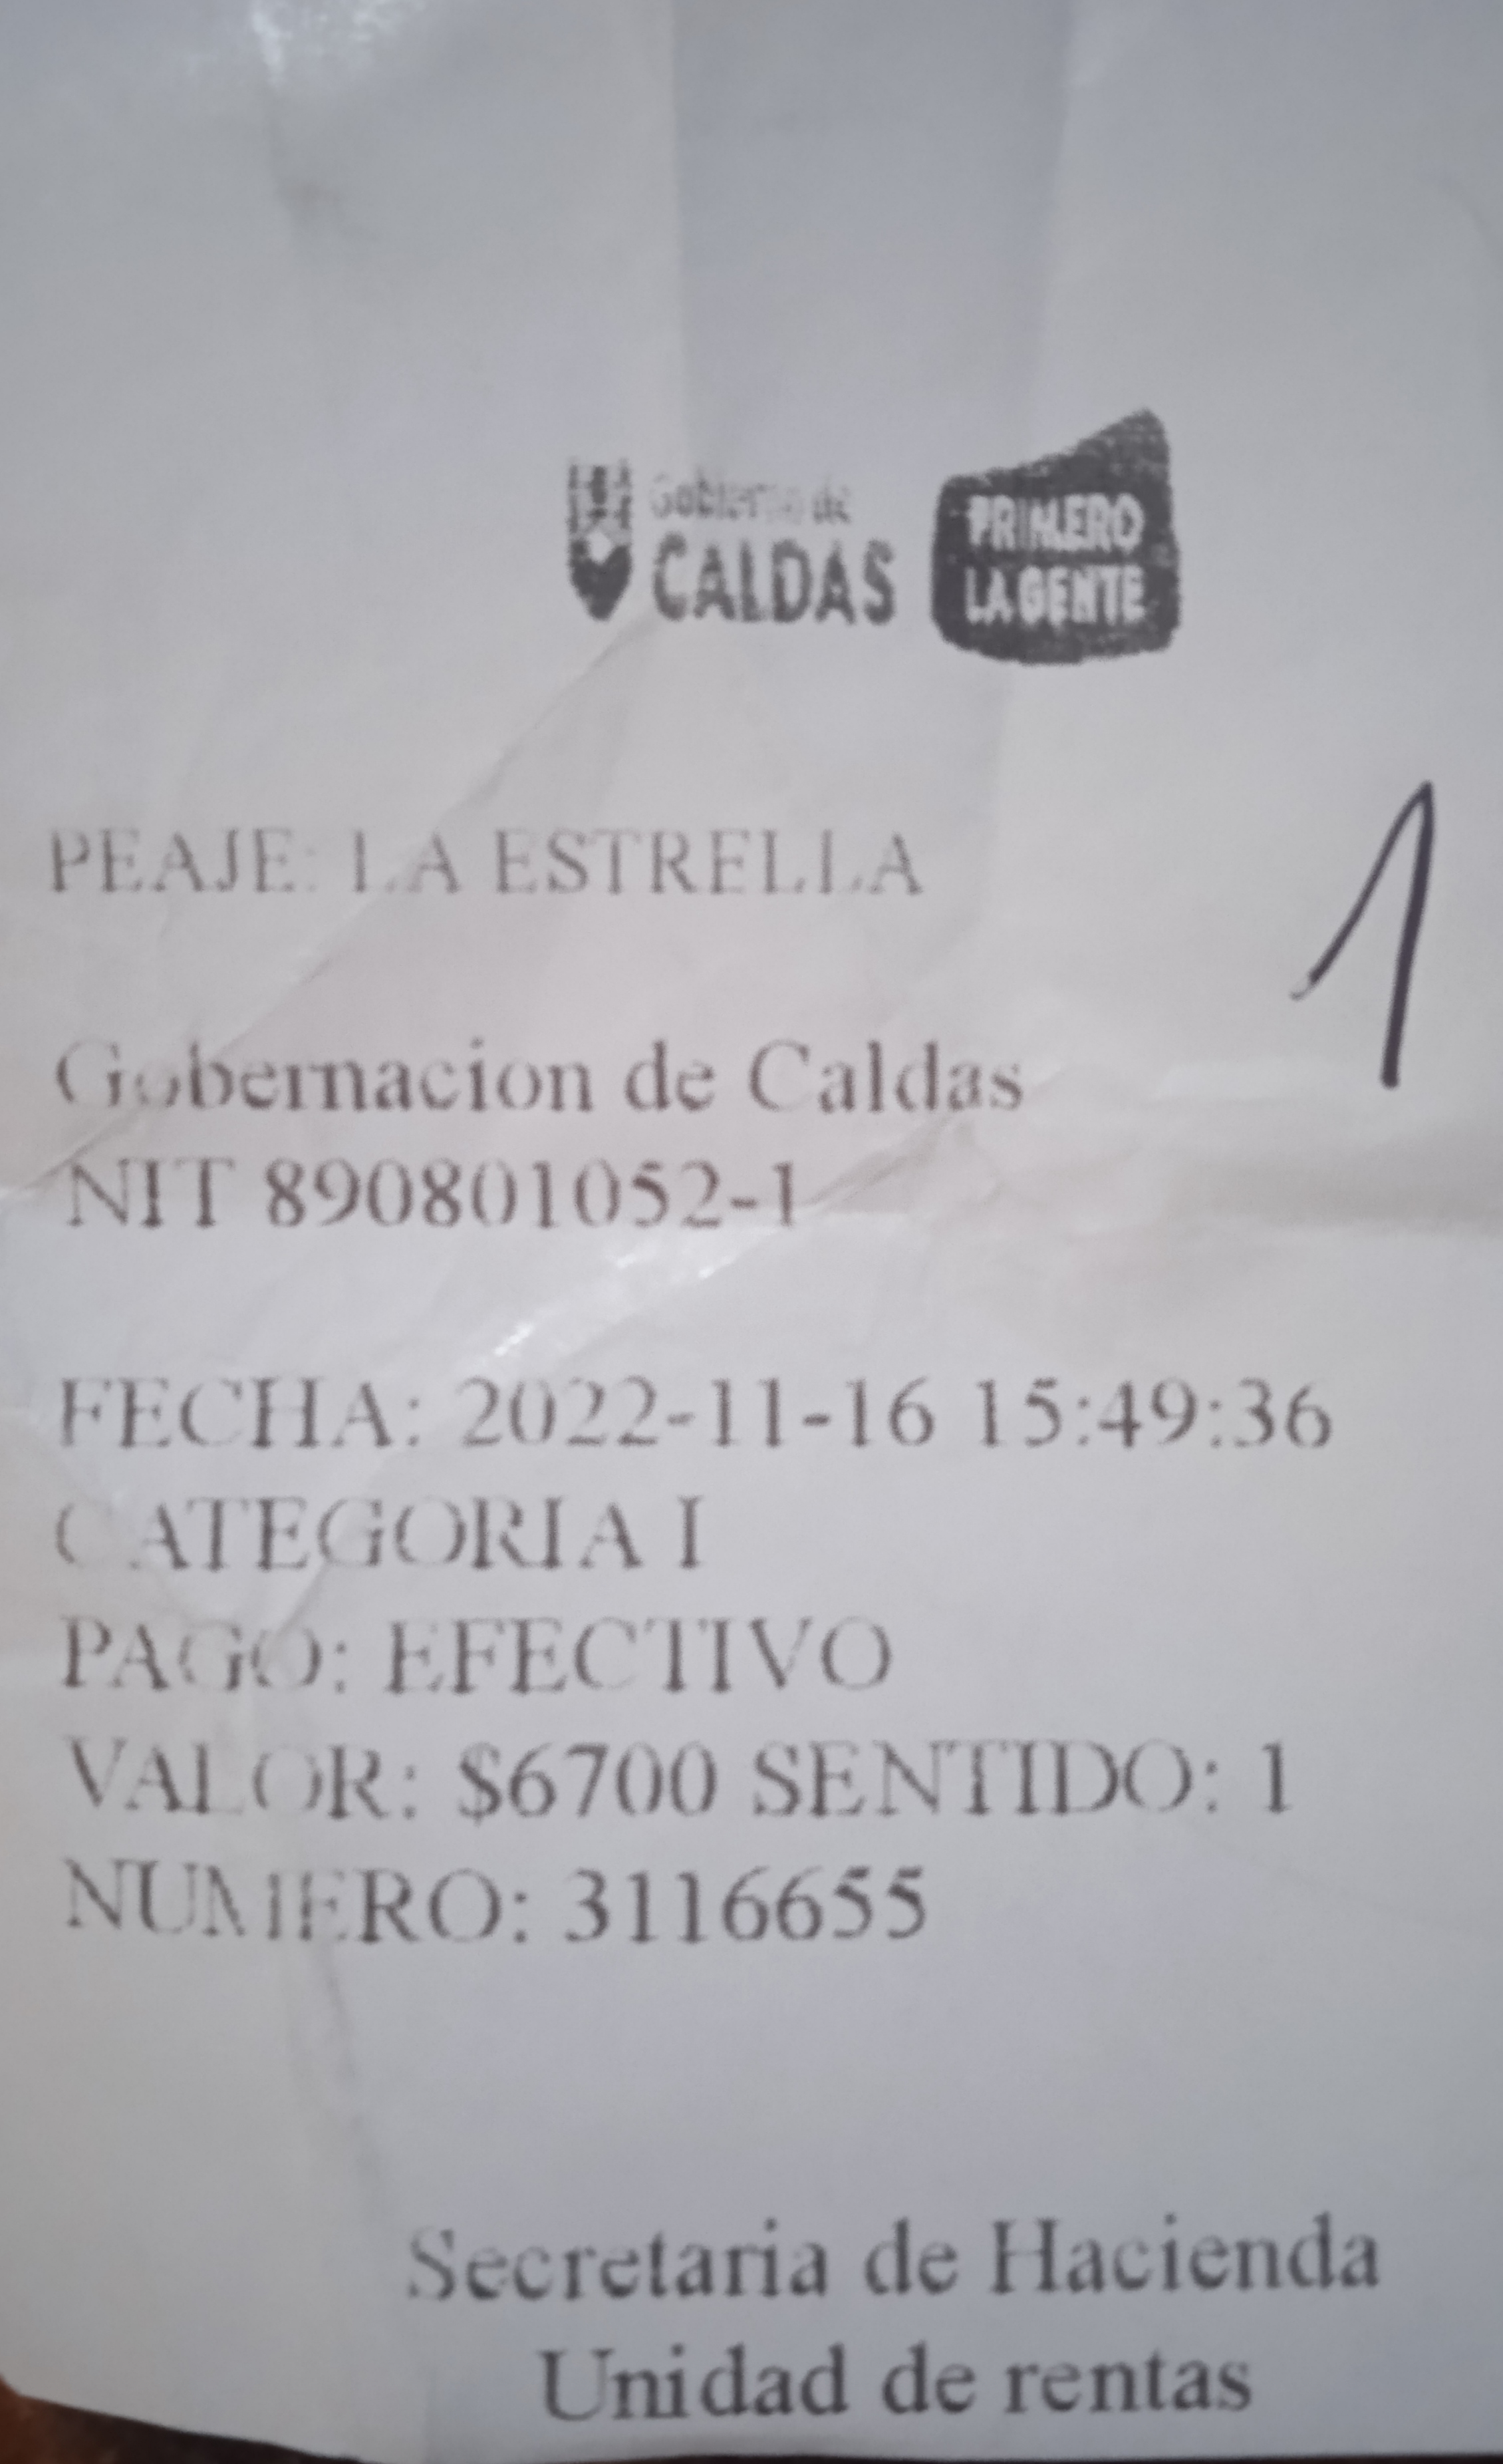 Gobierno de
CALDAS
PRIMERO
LA GENTE
PEAJE: LA ESTRELLA
1
Gobernacion de Caldas
NIT 890801052-1
FECHA: 2022-11-16 15:49:36
CATEGORIA I
PAGO: EFECTIVO
VALOR: $6700 SENTIDO: 1
NUMERO: 3116655
Secretaria de Hacienda
Unidad de rentas